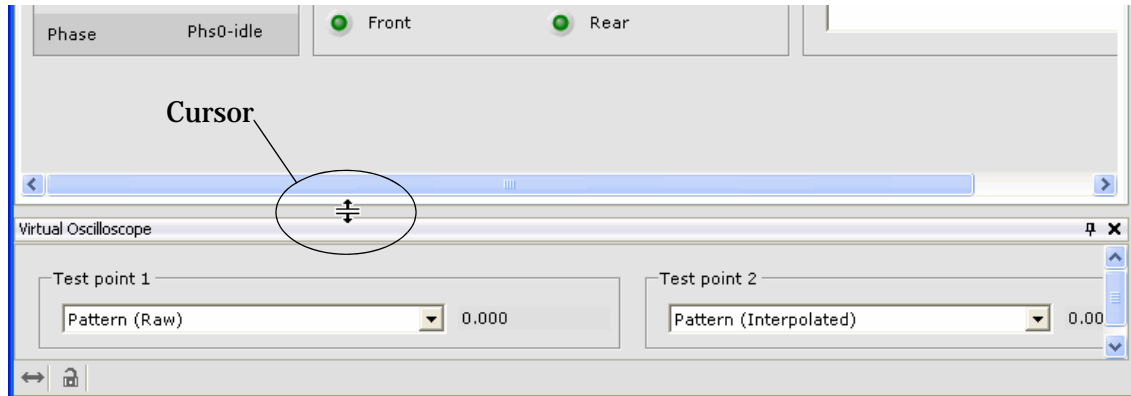 Phase Phs0-idle Front Rear
Cursor
Virtual Oscilloscope
Test point 1 Test point 2
Pattern (Raw) 0.000 Pattern (Interpolated) 0.00